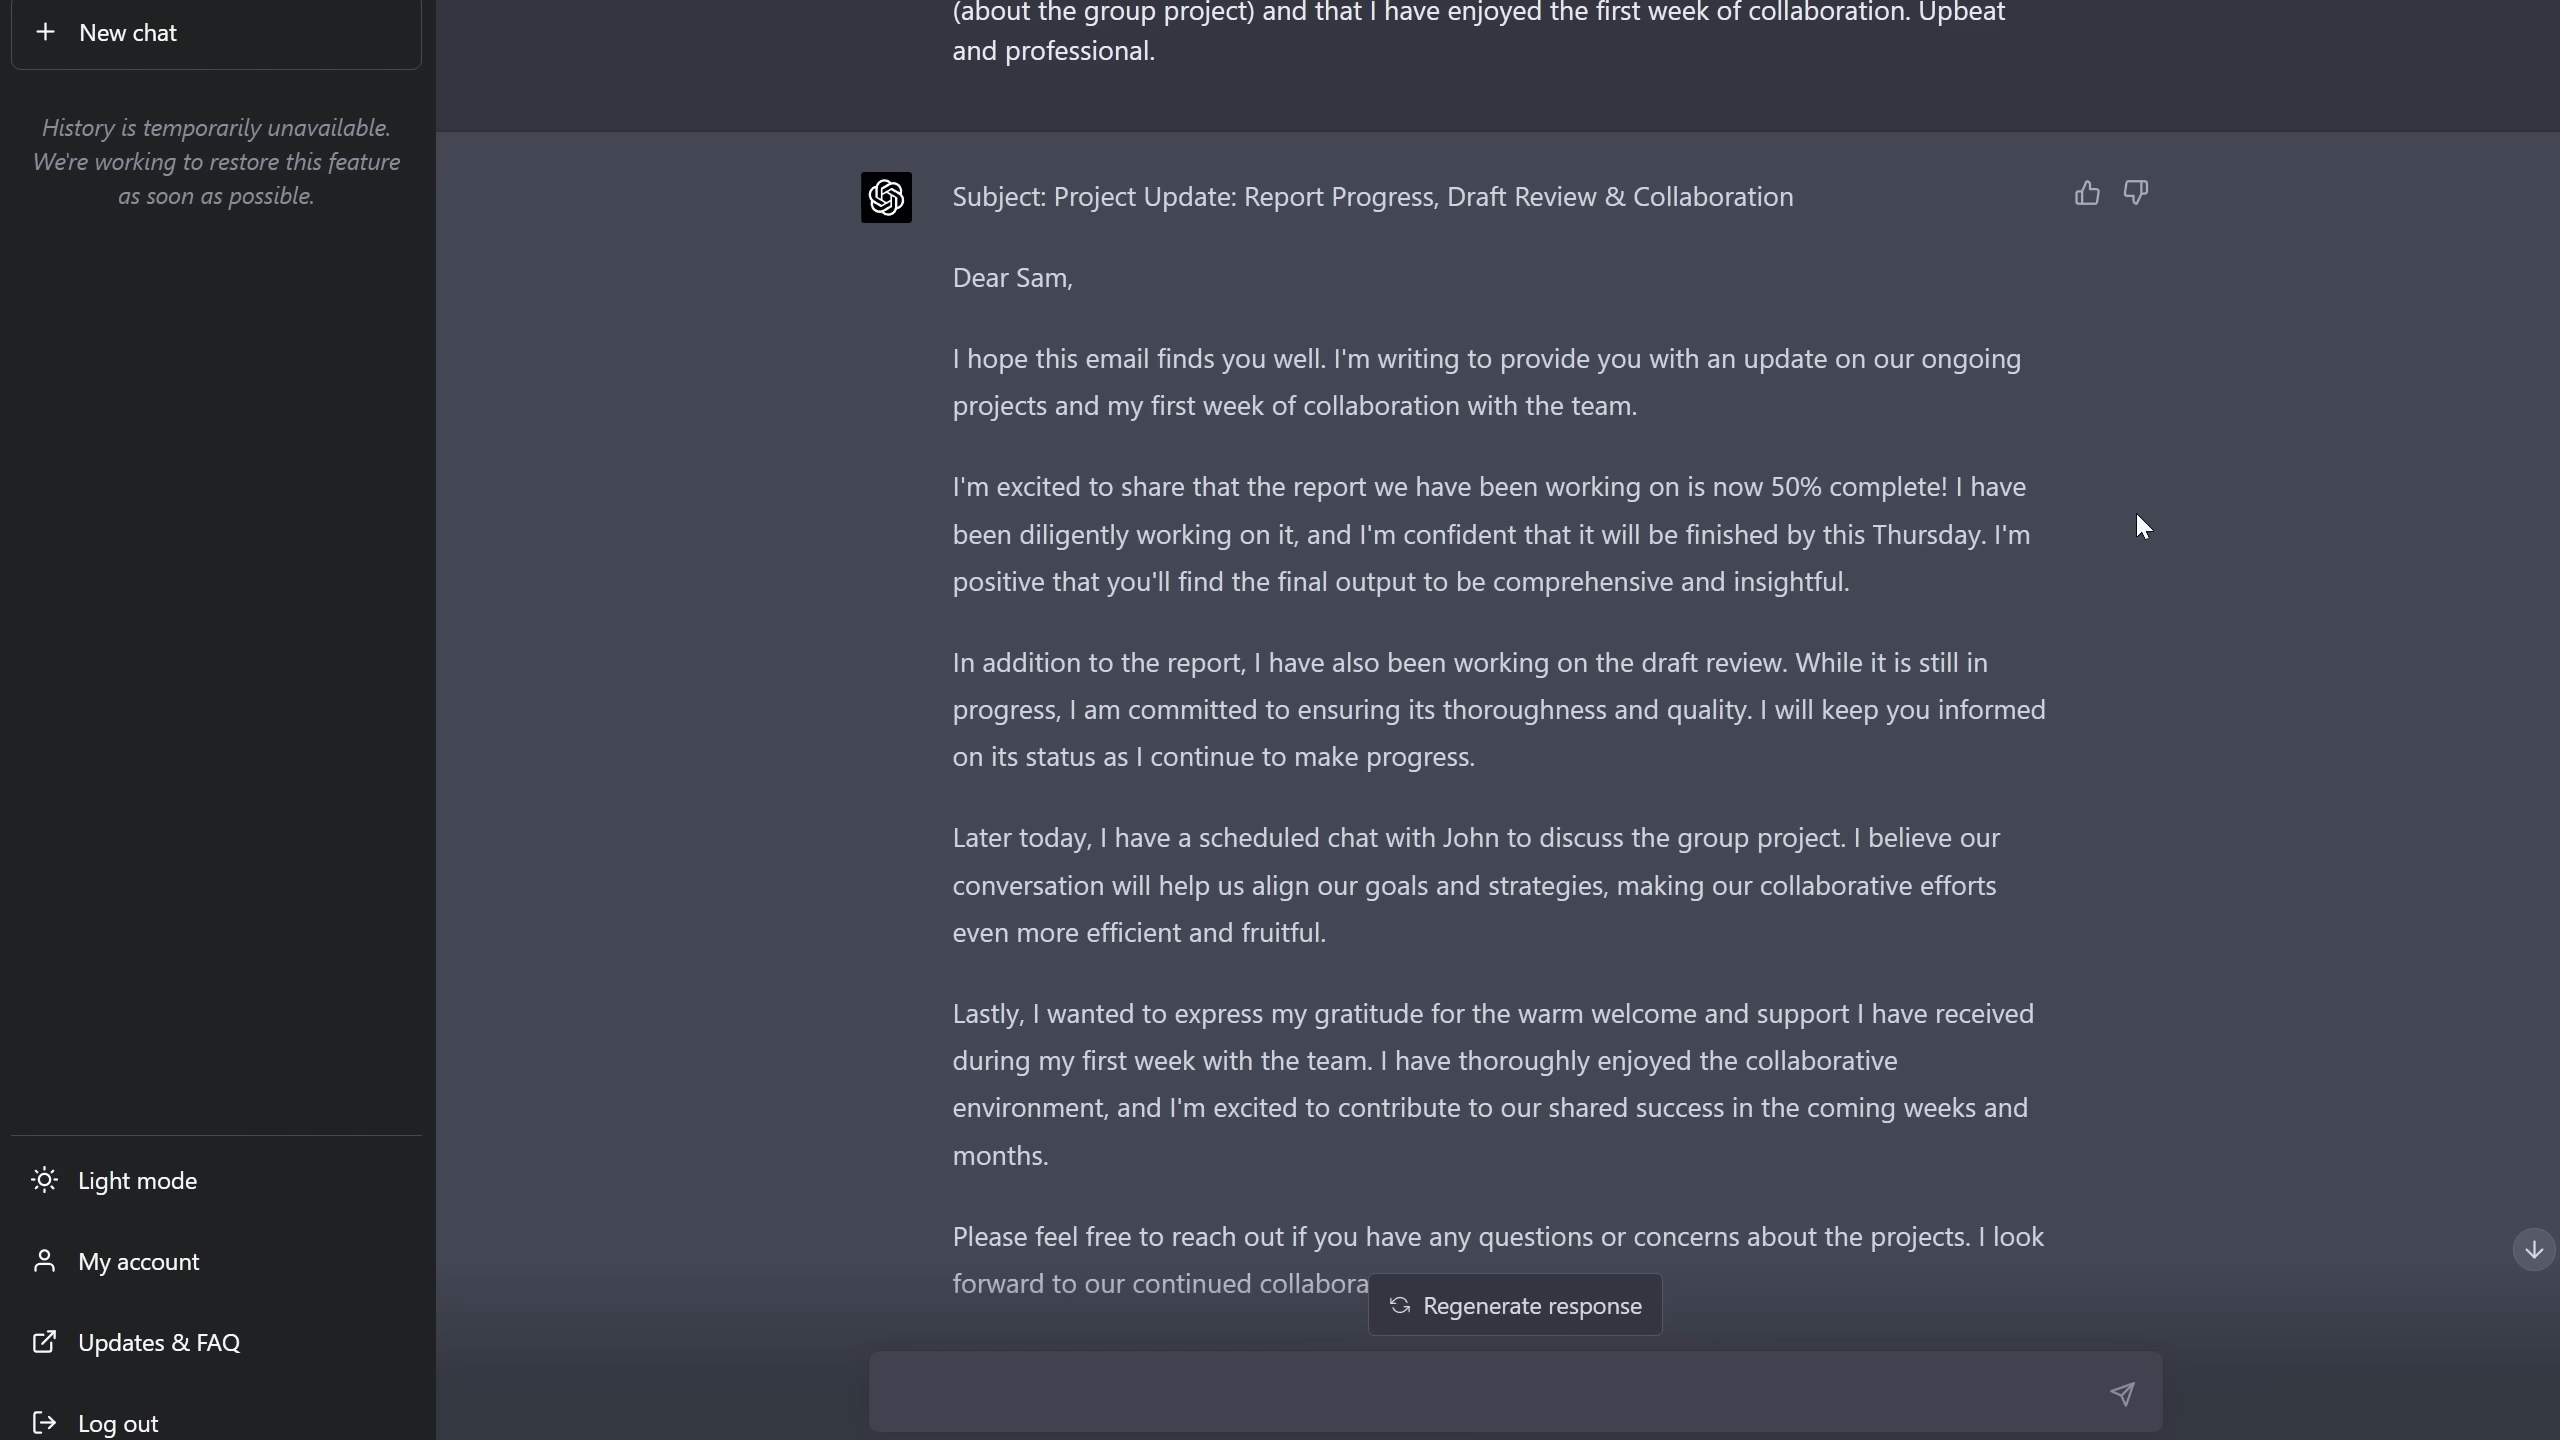 New chat
History is temporarily unavailable.
We're working to restore this feature
as soon as possible.
Light mode
My account
Updates & FAQ
Log out
(about the group project) and that I have enjoyed the first week of collaboration. Upbeat
and professional.
Subject: Project Update: Report Progress, Draft Review & Collaboration
Dear Sam,
I hope this email finds you well. I'm writing to provide you with an update on our ongoing
projects and my first week of collaboration with the team.
I'm excited to share that the report we have been working on is now 50% complete! I have
been diligently working on it, and I'm confident that it will be finished by this Thursday. I'm
positive that you'll find the final output to be comprehensive and insightful.
In addition to the report, I have also been working on the draft review. While it is still in
progress, I am committed to ensuring its thoroughness and quality. I will keep you informed
on its status as I continue to make progress.
Later today, I have a scheduled chat with John to discuss the group project. I believe our
conversation will help us align our goals and strategies, making our collaborative efforts
even more efficient and fruitful.
Lastly, I wanted to express my gratitude for the warm welcome and support I have received
during my first week with the team. I have thoroughly enjoyed the collaborative
environment, and I'm excited to contribute to our shared success in the coming weeks and
months.
Please feel free to reach out if you have any questions or concerns about the projects. I look
forward to our continued collabora
Regenerate response